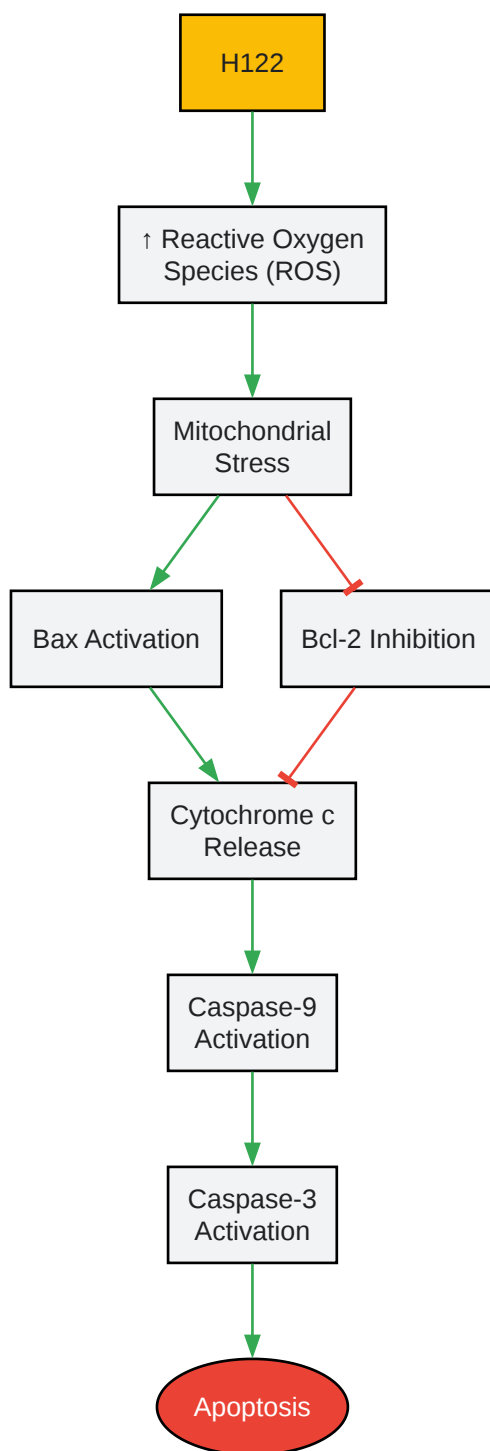 H122
↑ Reactive Oxygen
Species (ROS)
Mitochondrial
Stress
Bax Activation
Bcl-2 Inhibition
Cytochrome c
Release
Caspase-9
Activation
Caspase-3
Activation
Apoptosis